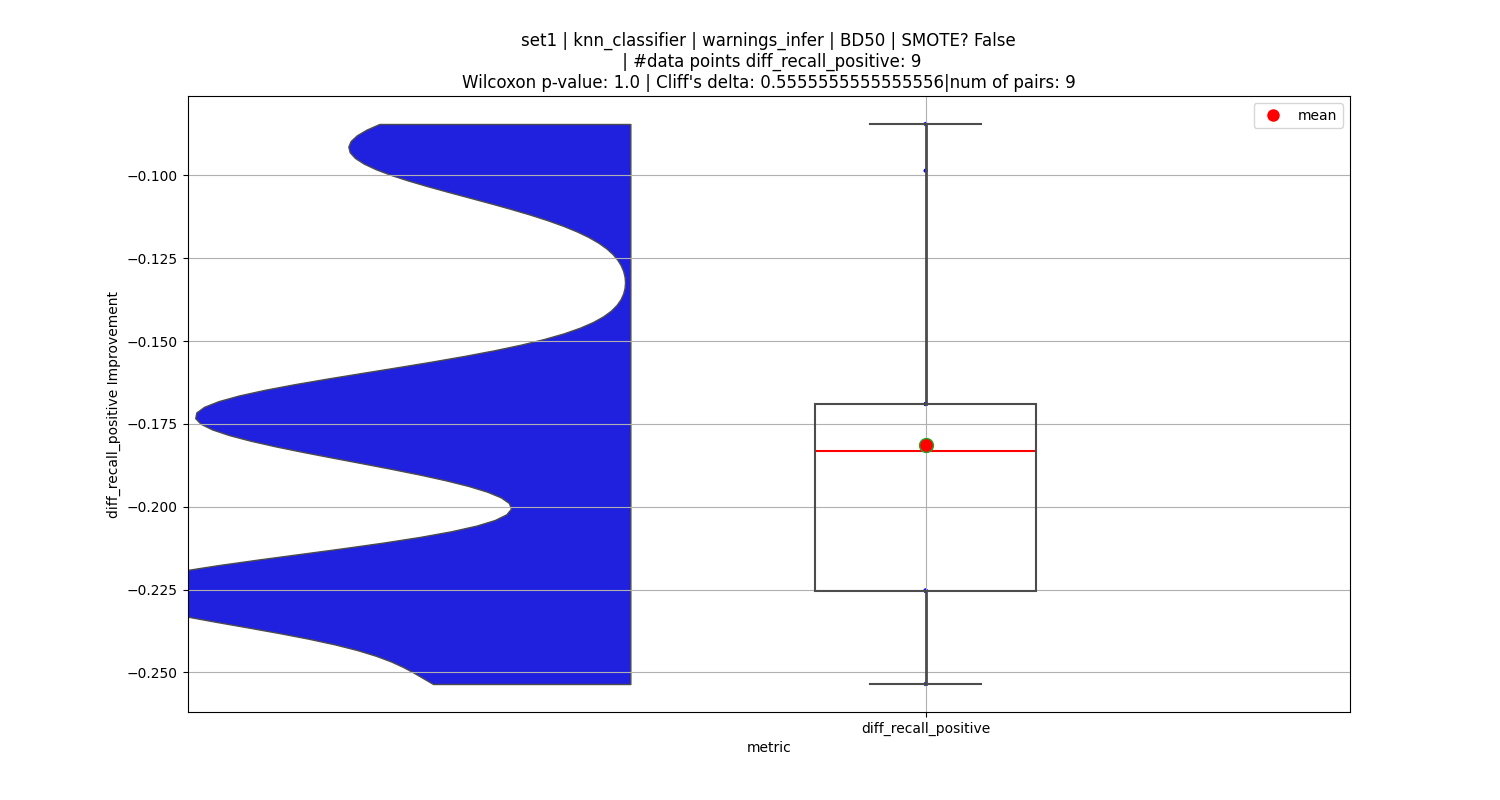 set1 | knn_classifier | warnings_infer | BD50 | SMOTE? False
| #data points diff_recall_positive: 9
Wilcoxon p-value: 1.0 | Cliff's delta: 0.5555555555555556|num of pairs: 9
mean
−0.100
−0.125
−0.150
−0.175
−0.200
−0.225
−0.250
diff_recall_positive Improvement
diff_recall_positive
metric